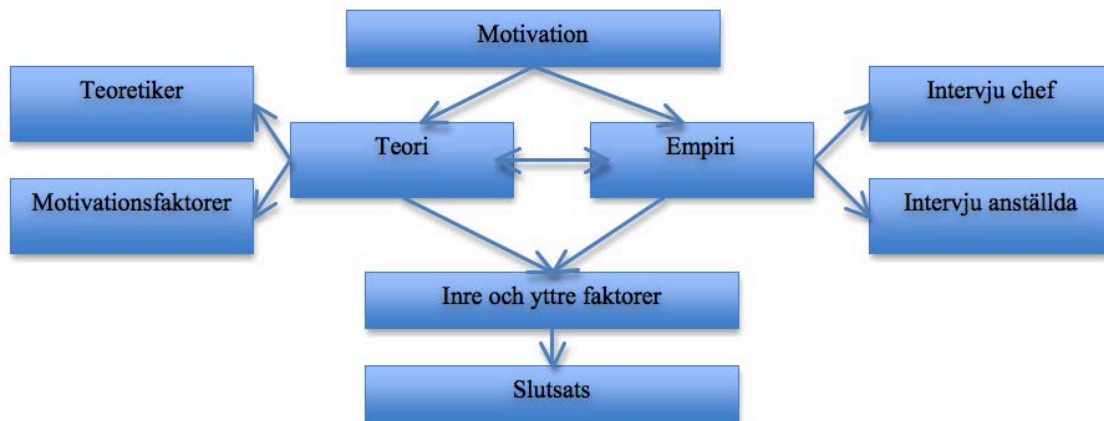 Motivation
Teoretiker
Intervju chef
Teori
Empiri
Motivationsfaktorer
Intervju anställda
Inre och yttre faktorer
Slutsats